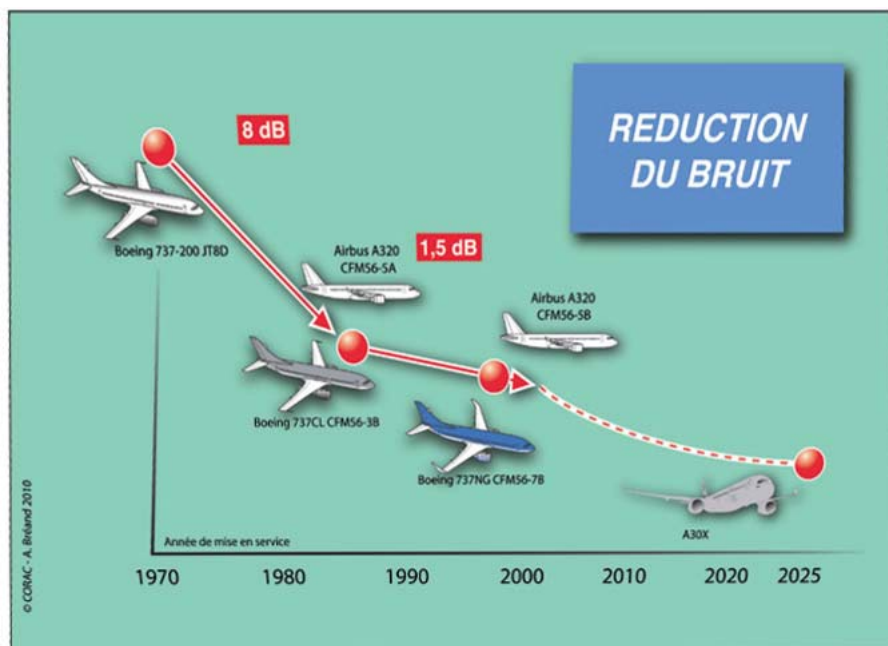 REDUCTION
DU BRUIT
8 dB
Boeing 737-200 JT8D
Airbus A320
CFM56-5A
1,5 dB
Airbus A320
CFM56-5B
Boeing 737CL CFM56-3B
Boeing 737NG CFM56-7B
A30X
Année de mise en service
1970
1980
1990
2000
2010
2020
2025
© CORAC - A. Bréand 2010